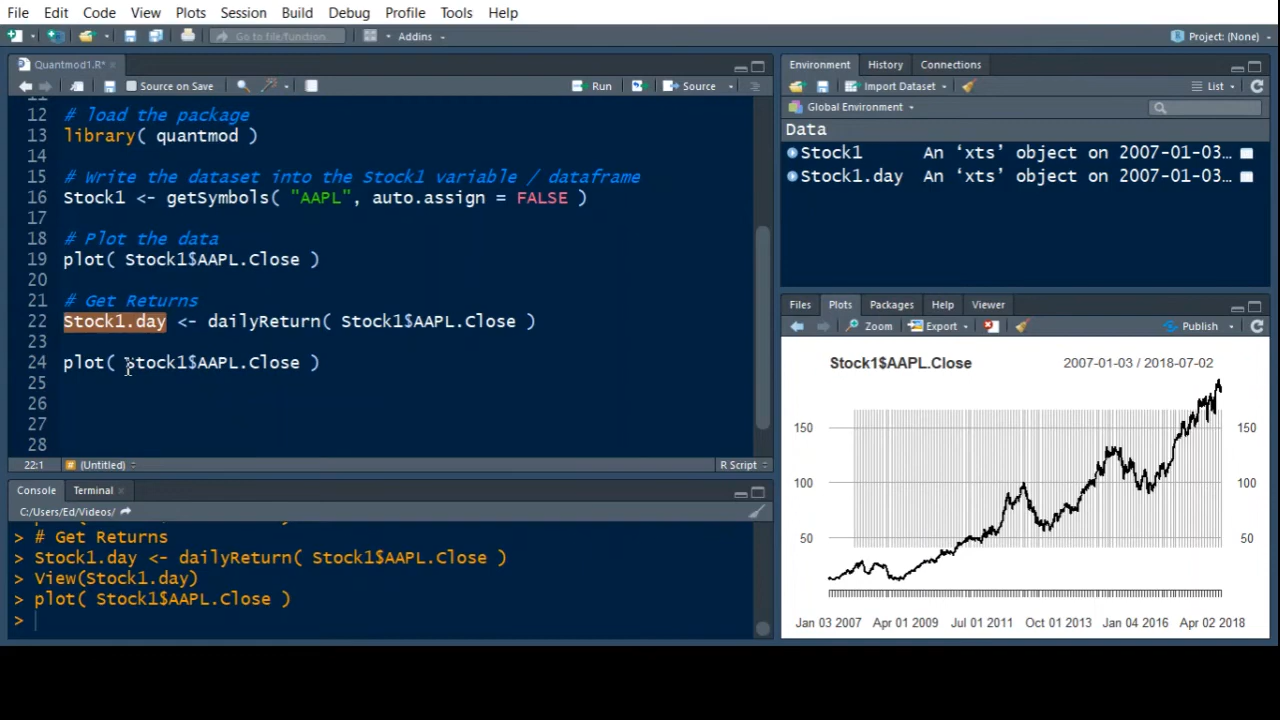 File Edit Code View Plots Session Build Debug Profile Tools Help
Go to file/function Addins Project: (None)
Quantmod1.R*
Source on Save Run Source
12 # load the package
13 library( quantmod )
14
15 # Write the dataset into the Stock1 variable / dataframe
16 Stock1 <- getSymbols( "AAPL", auto.assign = FALSE )
17
18 # Plot the data
19 plot( Stock1$AAPL.Close )
20
21 # Get Returns
22 Stock1.day <- dailyReturn( Stock1$AAPL.Close )
23
24 plot( Stock1$AAPL.Close )
25
26
27
28
22:1 (Untitled) R Script
Console Terminal
C:/Users/Ed/Videos/
> # Get Returns
> Stock1.day <- dailyReturn( Stock1$AAPL.Close )
> View(Stock1.day)
> plot( Stock1$AAPL.Close )
>
Environment History Connections
Import Dataset List
Global Environment
Data
Stock1 An ‘xts’ object on 2007-01-03…
Stock1.day An ‘xts’ object on 2007-01-03…
Files Plots Packages Help Viewer
Zoom Export Publish
Stock1$AAPL.Close 2007-01-03 / 2018-07-02
150 150
100 100
50 50
Jan 03 2007 Apr 01 2009 Jul 01 2011 Oct 01 2013 Jan 04 2016 Apr 02 2018